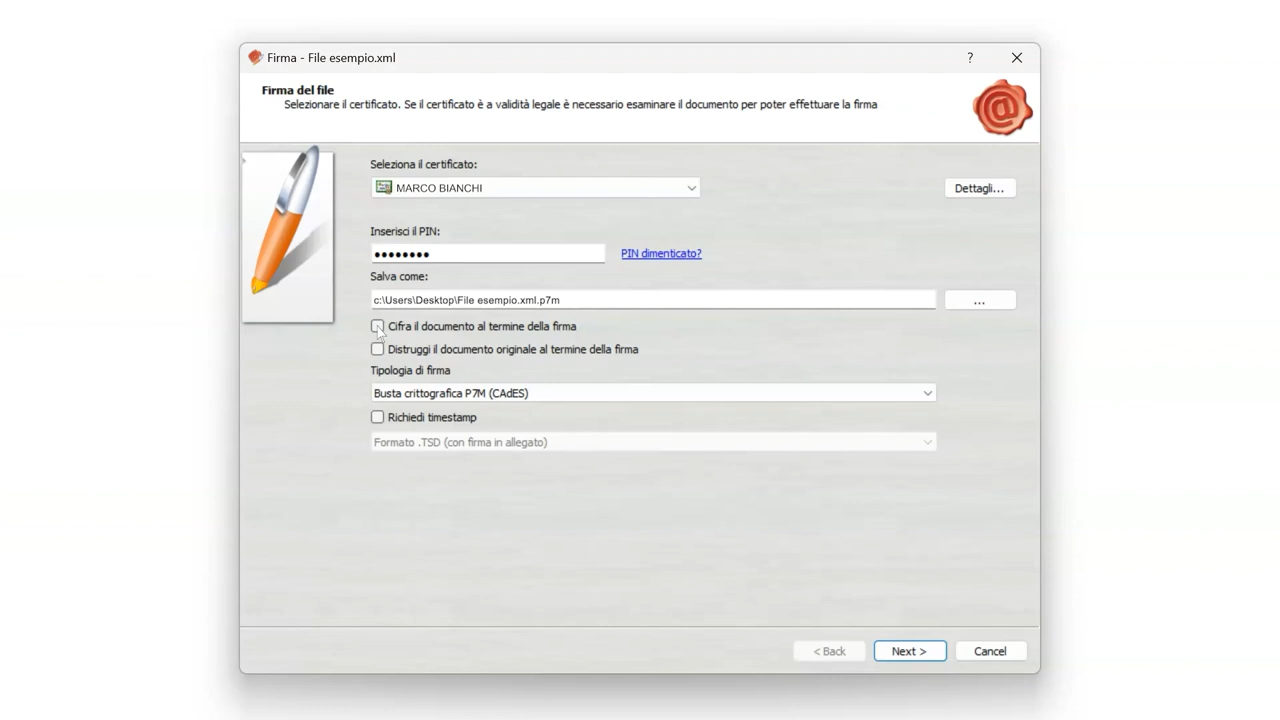 Firma - File esempio.xml
?
Firma del file
Selezionare il certificato. Se il certificato è a validità legale è necessario esaminare il documento per poter effettuare la firma
@
Seleziona il certificato:
MARCO BIANCHI
Dettagli...
Inserisci il PIN:
●●●●●●●●
PIN dimenticato?
Salva come:
c:\Users\Desktop\File esempio.xml.p7m
...
Cifra il documento al termine della firma
Distruggi il documento originale al termine della firma
Tipologia di firma
Busta crittografica P7M (CAdES)
Richiedi timestamp
Formato .TSD (con firma in allegato)
< Back
Next >
Cancel